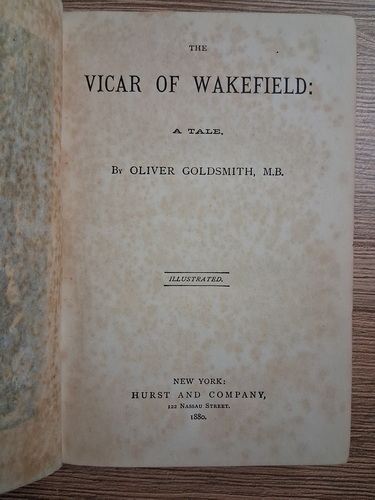 THE
VICAR OF WAKEFIELD:
A TALE.
BY OLIVER GOLDSMITH, M.B.
ILLUSTRATED.
NEW YORK:
HURST AND COMPANY,
122 NASSAU STREET.
1880.